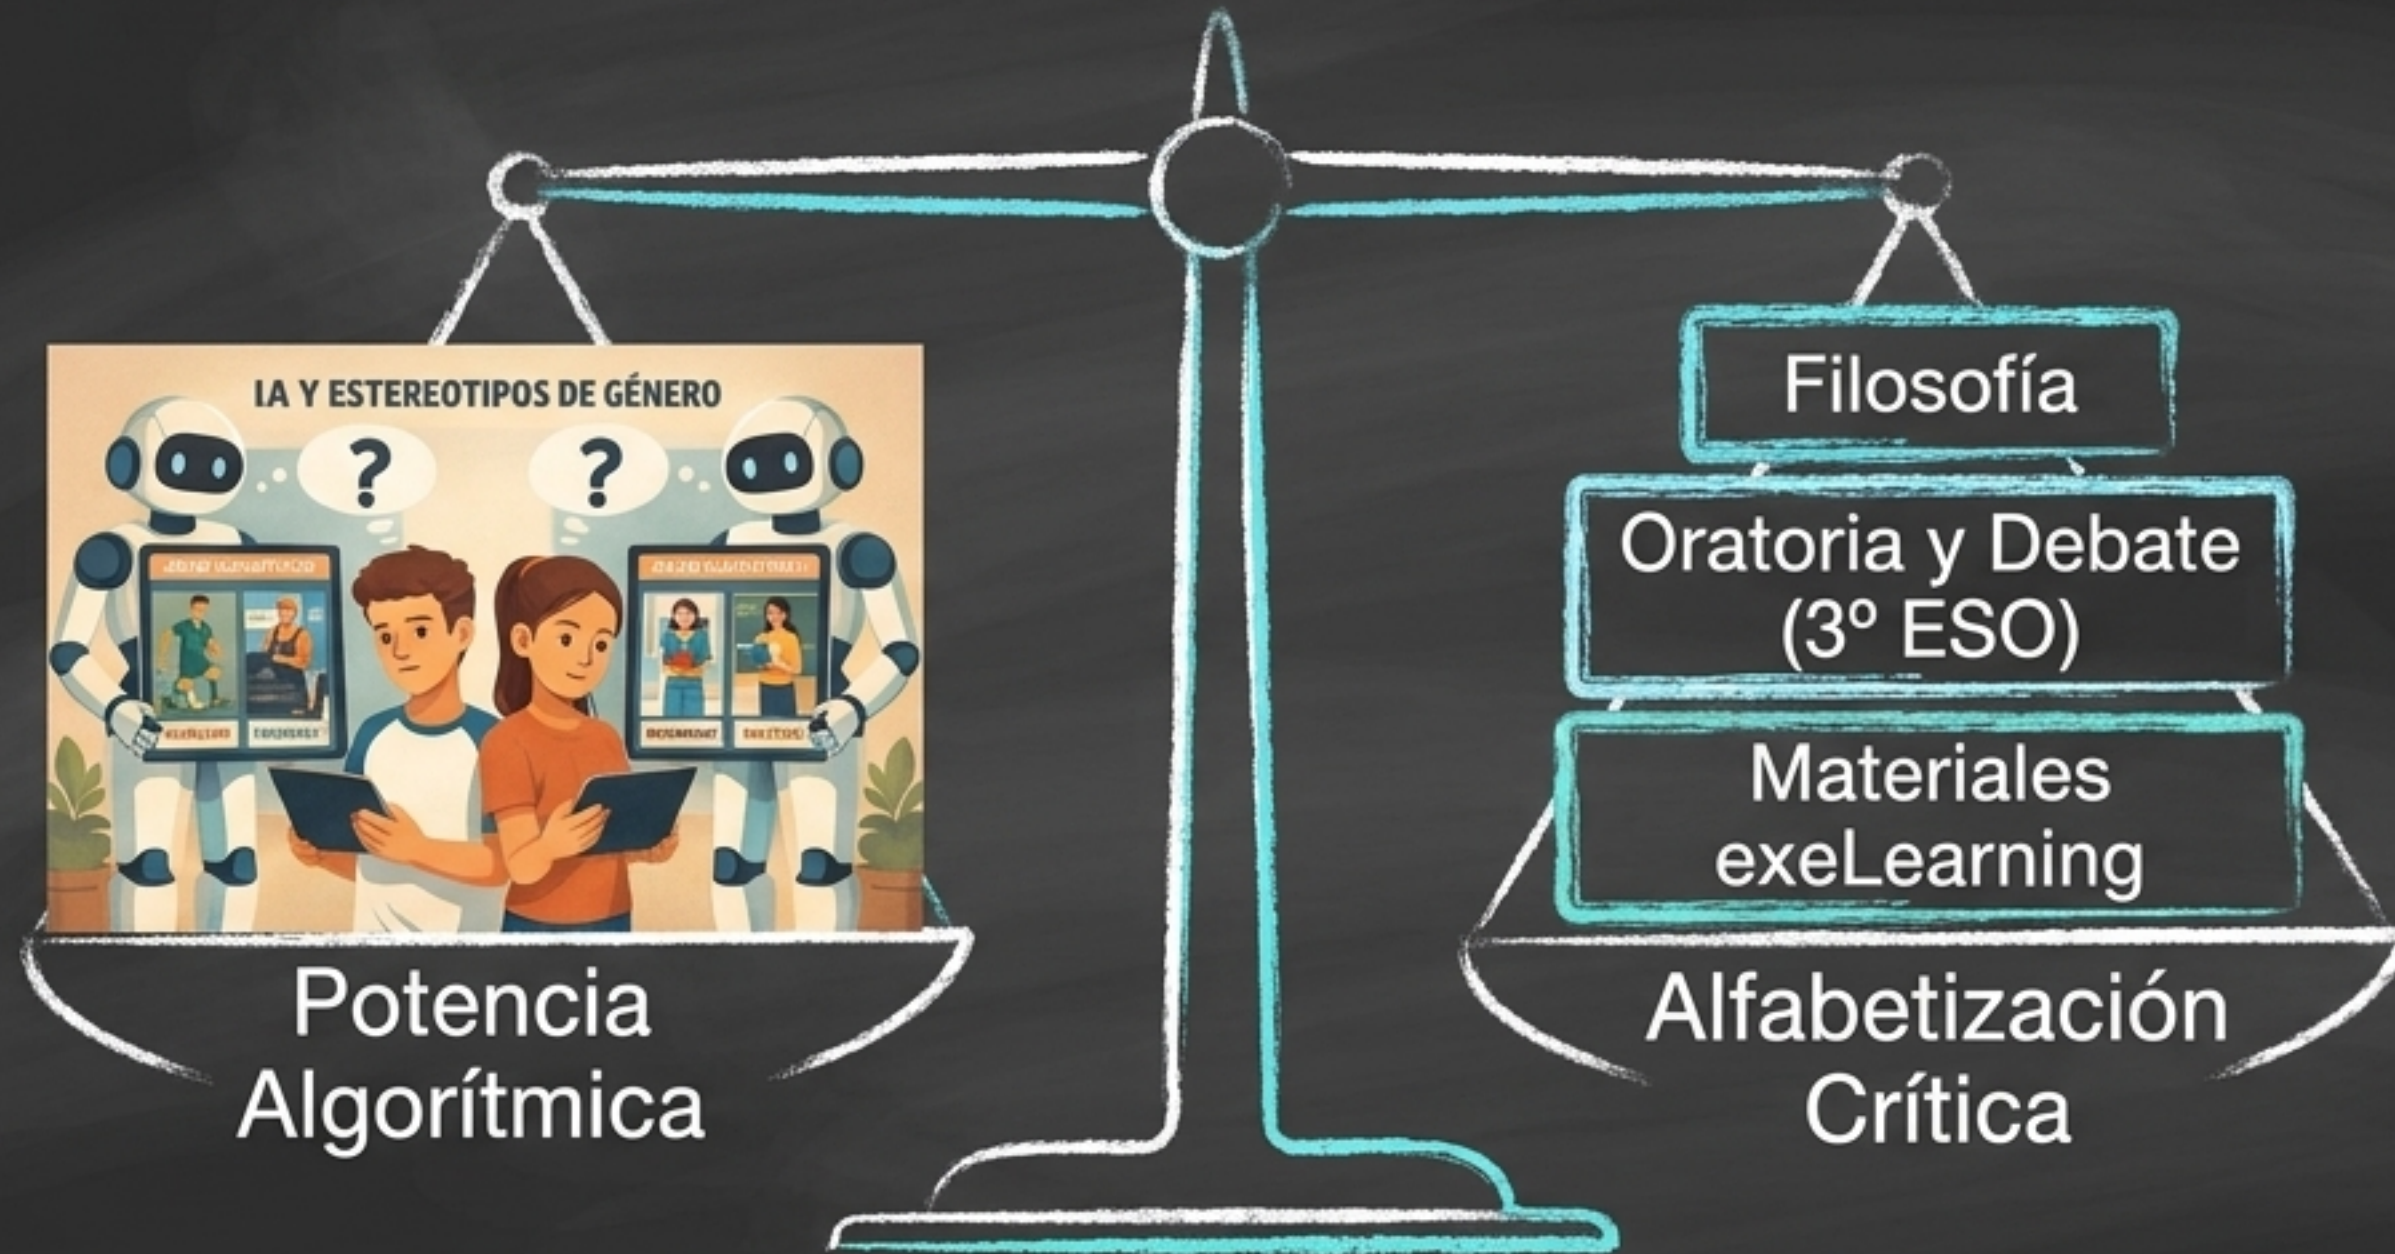 IA Y ESTEREOTIPOS DE GÉNERO
?
?
Potencia
Algorítmica
Filosofía
Oratoria y Debate
(3º ESO)
Materiales
exeLearning
Alfabetización
Crítica